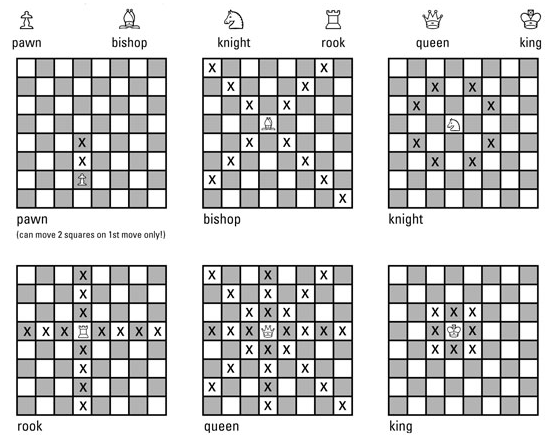 pawn bishop knight rook queen king
X X
X X
X X
X X X
X X X
X X
X
pawn bishop knight
(can move 2 squares on 1st move only!)
X X X X
X X X X
X X X X
X X X X X X X X X X X X X X X X
X X X X X X X
X X X X
X X X X
X X X
rook queen king